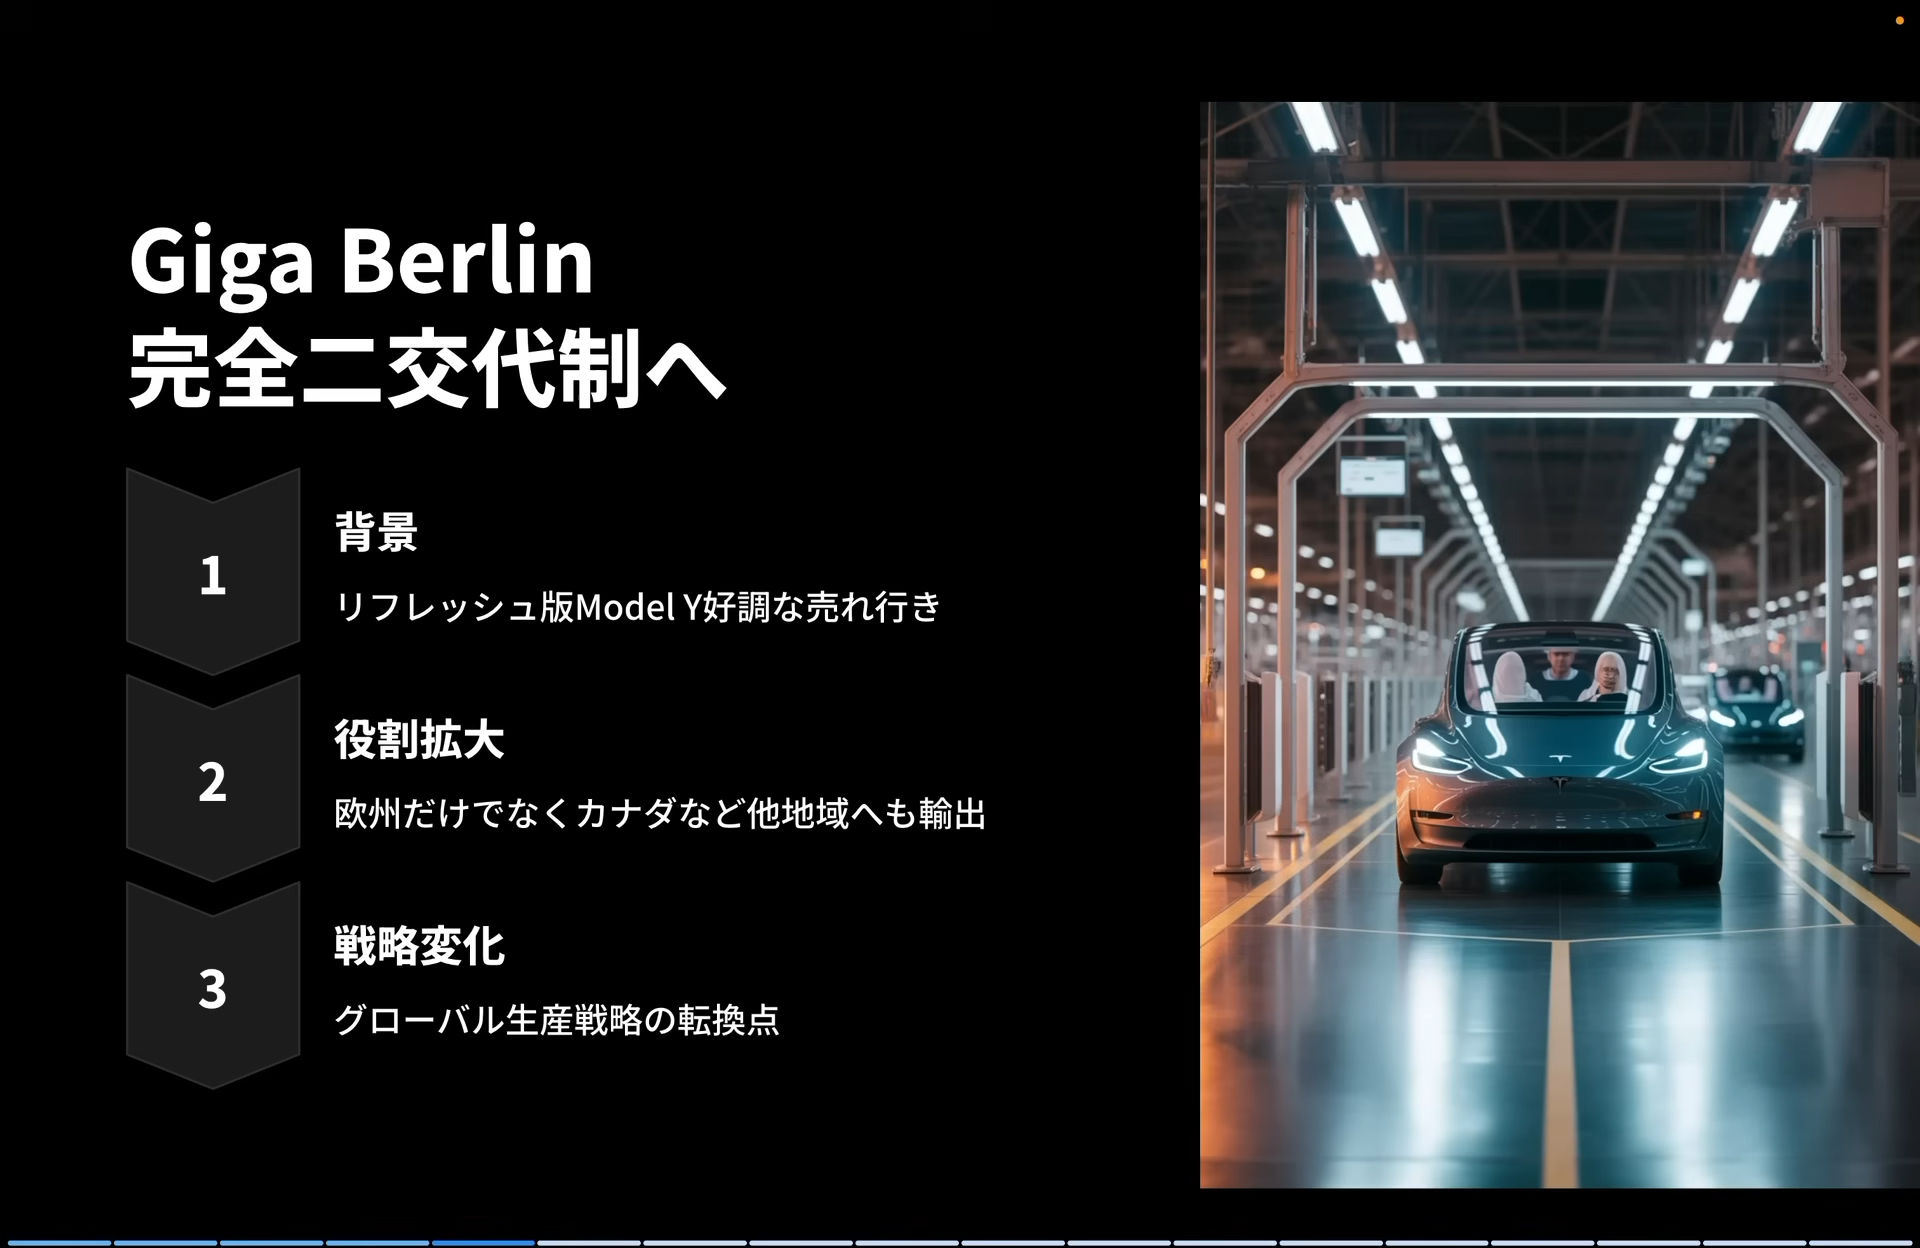 Giga Berlin
完全二交代制へ
1
背景
リフレッシュ版Model Y好調な売れ行き
2
役割拡大
欧州だけでなくカナダなど他地域へも輸出
3
戦略変化
グローバル生産戦略の転換点